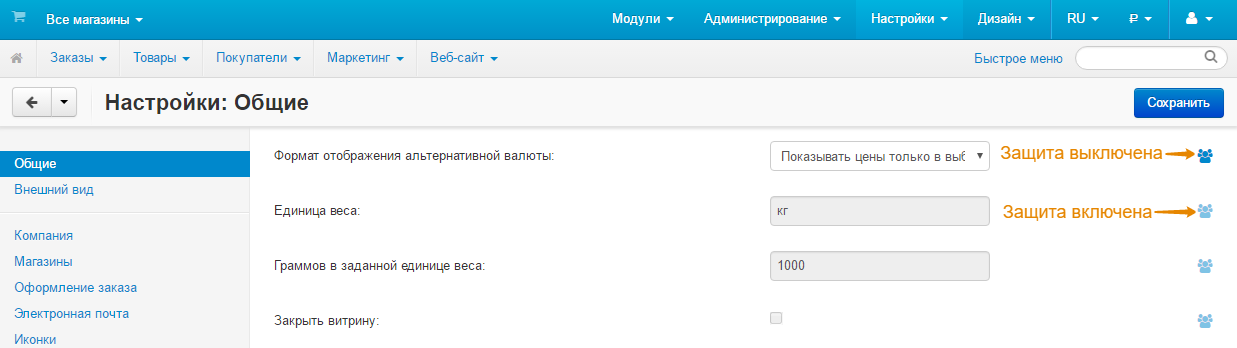 Все магазины Модули Администрирование Настройки Дизайн RU ₽
Заказы Товары Покупатели Маркетинг Веб-сайт Быстрое меню
Настройки: Общие Сохранить
Общие
Внешний вид
Компания
Магазины
Оформление заказа
Электронная почта
Иконки
Формат отображения альтернативной валюты: Показывать цены только в выб Защита выключена
Единица веса: кг Защита включена
Граммов в заданной единице веса: 1000
Закрыть витрину: